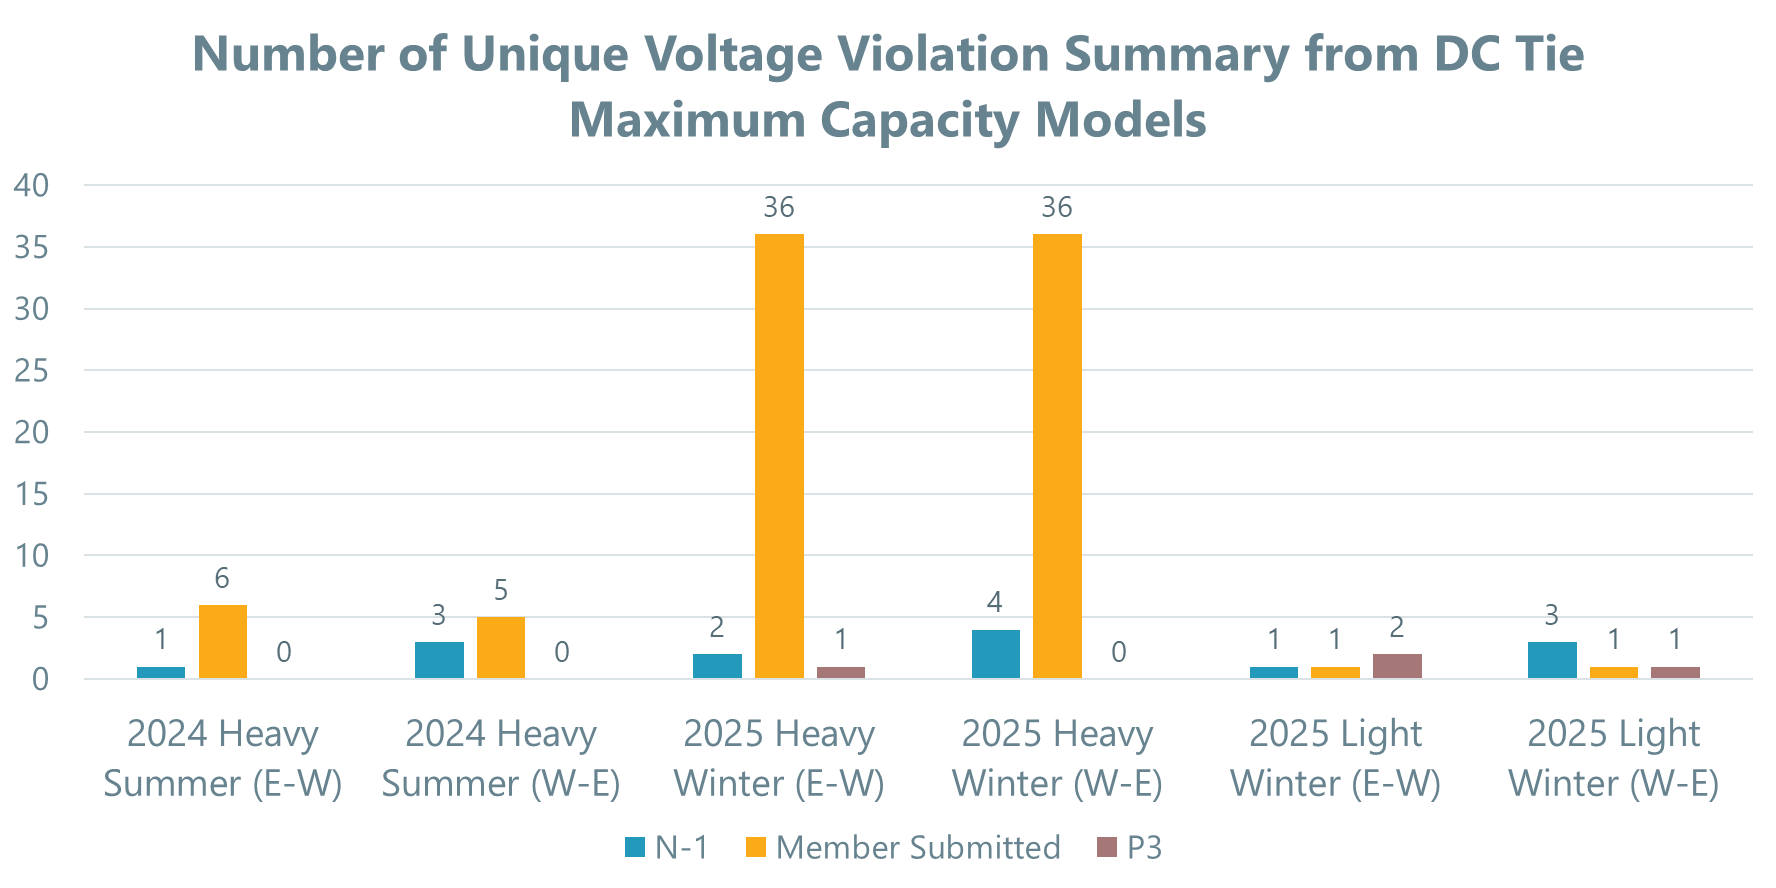 Number of Unique Voltage Violation Summary from DC Tie
Maximum Capacity Models
40
35
30
25
20
15
10
5
0
1
6
0
3
5
0
2
36
1
4
36
0
1
1
2
3
1
1
2024 Heavy
Summer (E-W)
2024 Heavy
Summer (W-E)
2025 Heavy
Winter (E-W)
2025 Heavy
Winter (W-E)
2025 Light
Winter (E-W)
2025 Light
Winter (W-E)
N-1
Member Submitted
P3